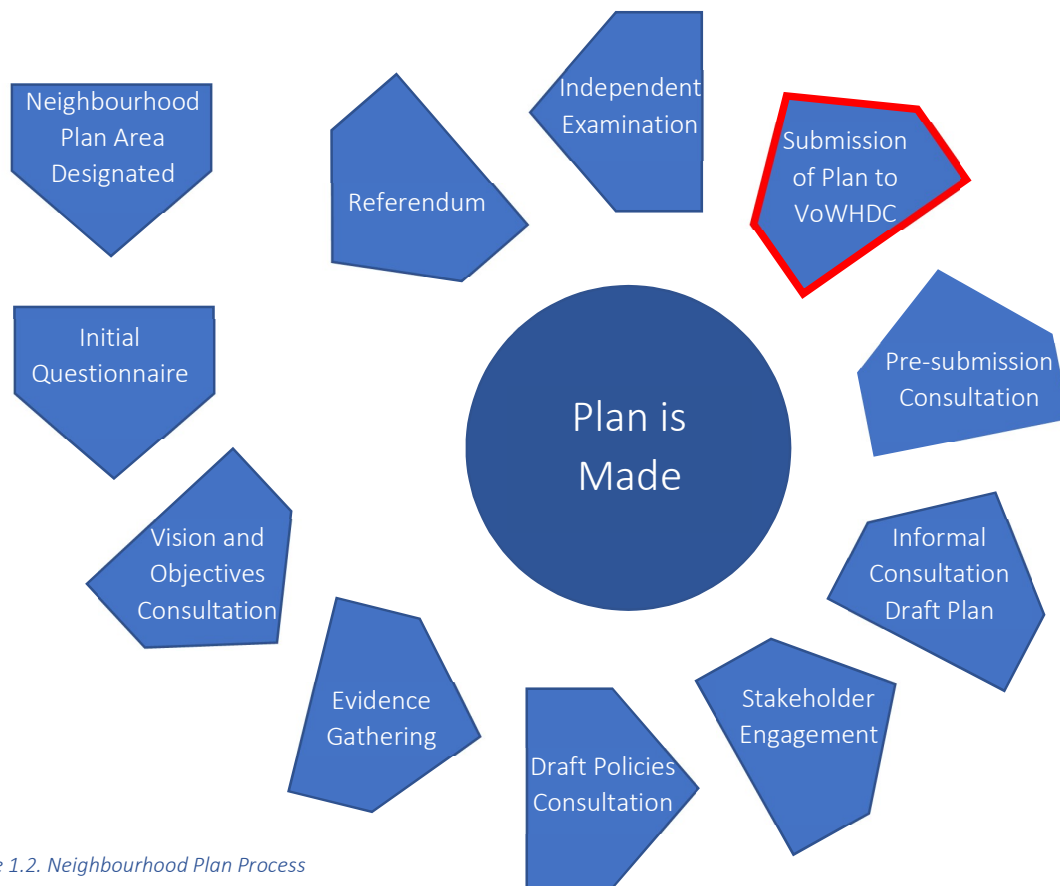 Neighbourhood
Plan Area
Designated
Initial
Questionnaire
Vision and
Objectives
Consultation
Evidence
Gathering
Draft Policies
Consultation
Stakeholder
Engagement
Informal
Consultation
Draft Plan
Pre-submission
Consultation
Submission
of Plan to
VoWHDC
Independent
Examination
Referendum
Plan is
Made
e 1.2. Neighbourhood Plan Process